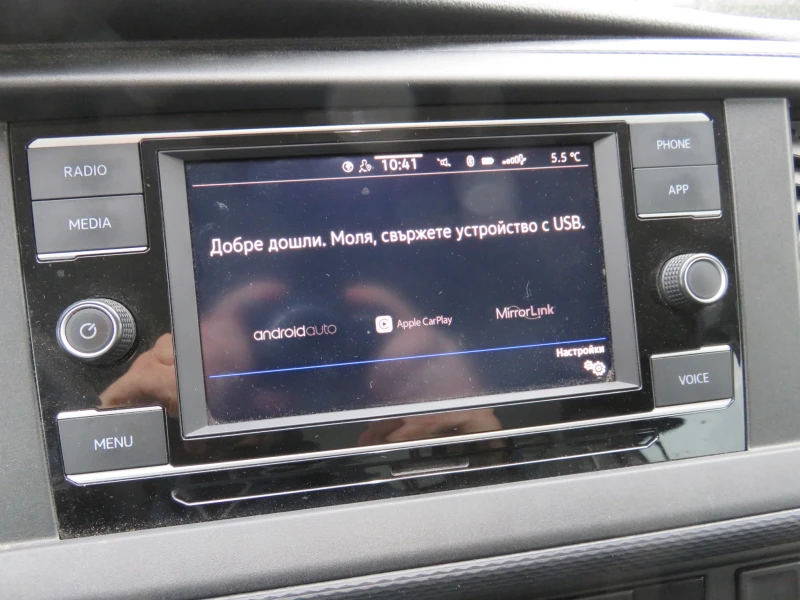 RADIO
MEDIA
MENU
10:41
5.5 °C
Добре дошли. Моля, свържете устройство с USB.
androidauto
Apple CarPlay
MirrorLink
Настройки
PHONE
APP
VOICE